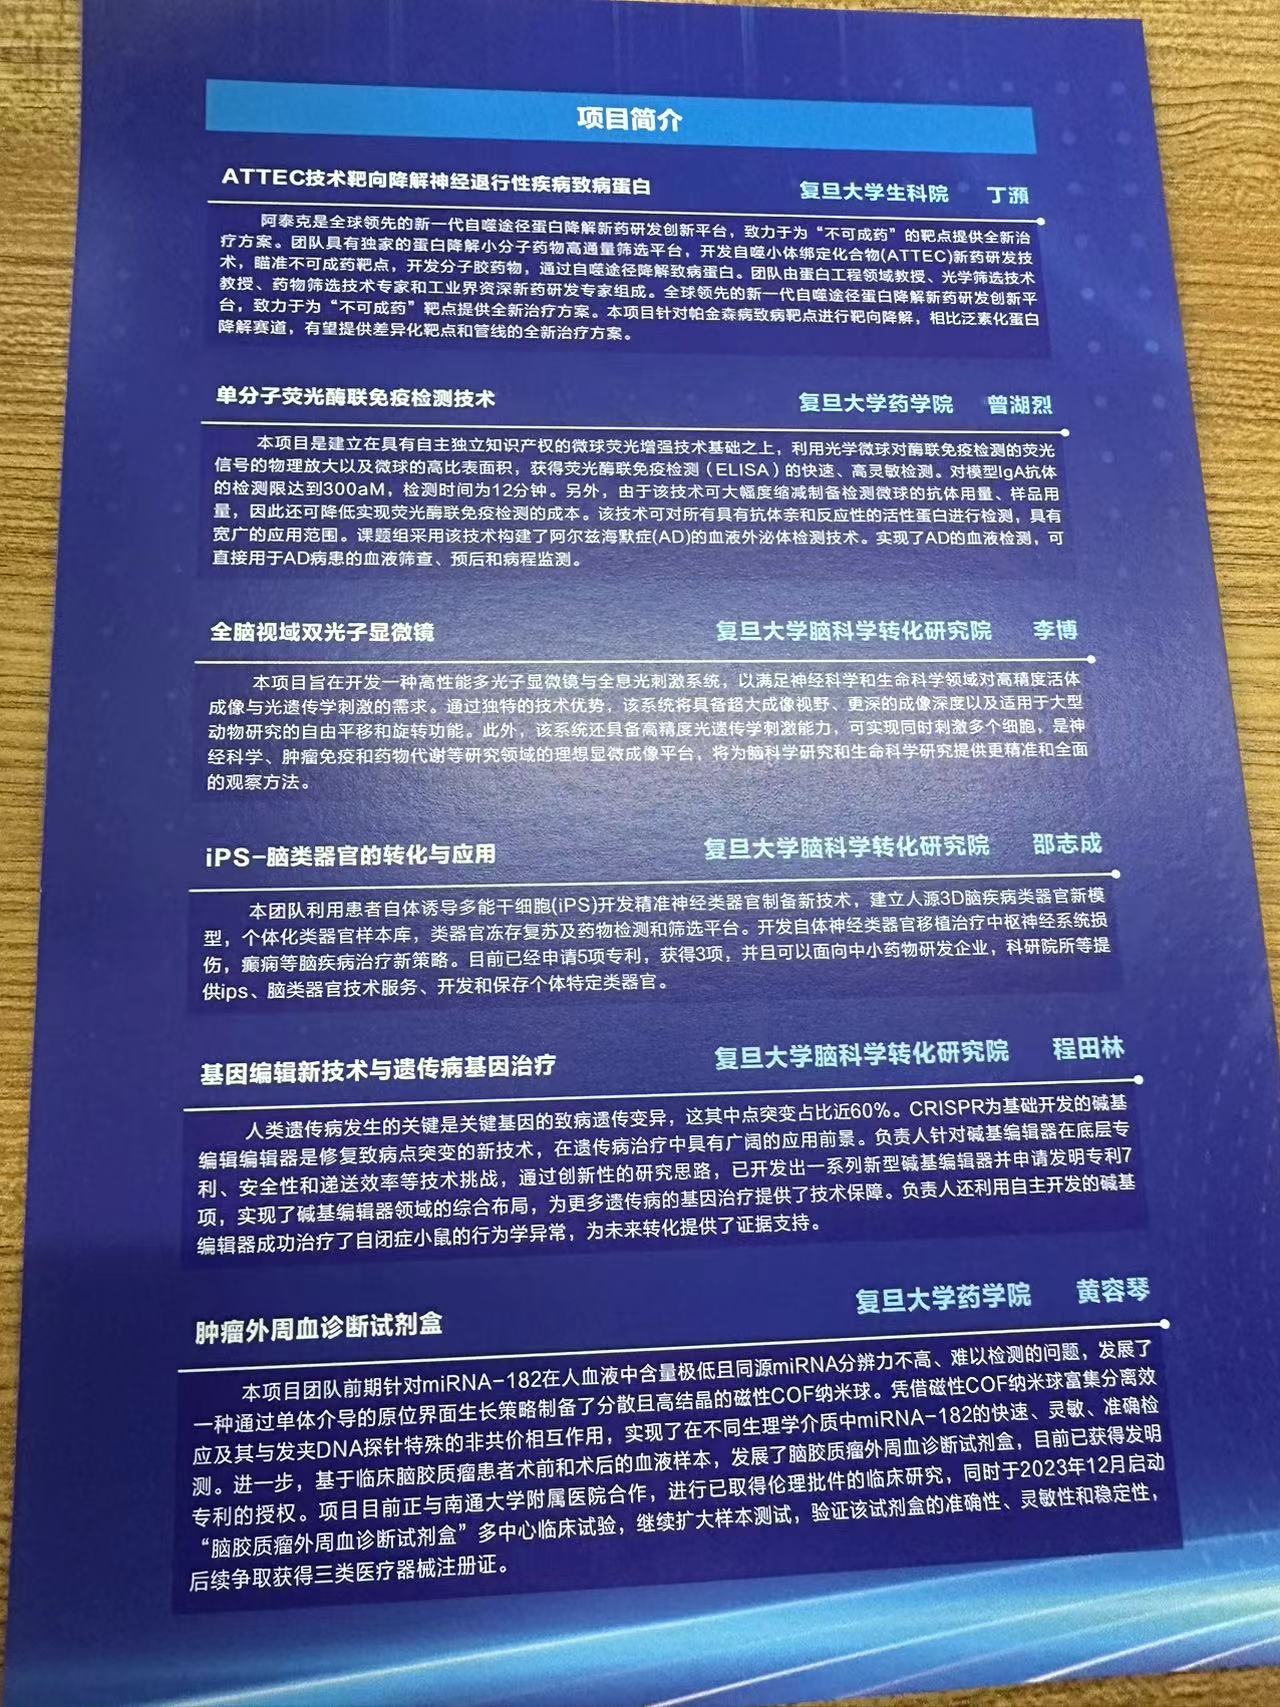 项目简介
ATTEC技术靶向降解神经退行性疾病致病蛋白 复旦大学生科院 丁澦
阿泰克是全球领先的新一代自噬途径蛋白降解新药研发创新平台，致力于为“不可成药”的靶点提供全新治
疗方案。团队具有独家的蛋白降解小分子药物高通量筛选平台，开发自噬小体绑定化合物(ATTEC)新药研发技
术，瞄准不可成药靶点，开发分子胶药物，通过自噬途径降解致病蛋白。团队由蛋白工程领域教授、光学筛选技术
教授、药物筛选技术专家和工业界资深新药研发专家组成。全球领先的新一代自噬途径蛋白降解新药研发创新平
台，致力于为“不可成药”靶点提供全新治疗方案。本项目针对帕金森病致病靶点进行靶向降解，相比泛素化蛋白
降解赛道，有望提供差异化靶点和管线的全新治疗方案。
单分子荧光酶联免疫检测技术 复旦大学药学院 曾湖烈
本项目是建立在具有自主独立知识产权的微球荧光增强技术基础之上，利用光学微球对酶联免疫检测的荧光
信号的物理放大以及微球的高比表面积，获得荧光酶联免疫检测（ELISA）的快速、高灵敏检测。对模型IgA抗体
的检测限达到300aM，检测时间为12分钟。另外，由于该技术可大幅度缩减制备检测微球的抗体用量、样品用
量，因此还可降低实现荧光酶联免疫检测的成本。该技术可对所有具有抗体亲和反应性的活性蛋白进行检测，具有
宽广的应用范围。课题组采用该技术构建了阿尔兹海默症(AD)的血液外泌体检测技术。实现了AD的血液检测，可
直接用于AD病患的血液筛查、预后和病程监测。
全脑视域双光子显微镜 复旦大学脑科学转化研究院 李博
本项目旨在开发一种高性能多光子显微镜与全息光刺激系统，以满足神经科学和生命科学领域对高精度活体
成像与光遗传学刺激的需求。通过独特的技术优势，该系统将具备超大成像视野、更深的成像深度以及适用于大型
动物研究的自由平移和旋转功能。此外，该系统还具备高精度光遗传学刺激能力，可实现同时刺激多个细胞，是神
经科学、肿瘤免疫和药物代谢等研究领域的理想显微成像平台，将为脑科学研究和生命科学研究提供更精准和全面
的观察方法。
iPS-脑类器官的转化与应用 复旦大学脑科学转化研究院 邵志成
本团队利用患者自体诱导多能干细胞(iPS)开发精准神经类器官制备新技术，建立人源3D脑疾病类器官新模
型，个体化类器官样本库，类器官冻存复苏及药物检测和筛选平台。开发自体神经类器官移植治疗中枢神经系统损
伤，癫痫等脑疾病治疗新策略。目前已经申请5项专利，获得3项，并且可以面向中小药物研发企业，科研院所等提
供ips、脑类器官技术服务、开发和保存个体特定类器官。
基因编辑新技术与遗传病基因治疗 复旦大学脑科学转化研究院 程田林
人类遗传病发生的关键是关键基因的致病遗传变异，这其中点突变占比近60%。CRISPR为基础开发的碱基
编辑编辑器是修复致病点突变的新技术，在遗传病治疗中具有广阔的应用前景。负责人针对碱基编辑器在底层专
利、安全性和递送效率等技术挑战，通过创新性的研究思路，已开发出一系列新型碱基编辑器并申请发明专利7
项，实现了碱基编辑器领域的综合布局，为更多遗传病的基因治疗提供了技术保障。负责人还利用自主开发的碱基
编辑器成功治疗了自闭症小鼠的行为学异常，为未来转化提供了证据支持。
肿瘤外周血诊断试剂盒 复旦大学药学院 黄容琴
本项目团队前期针对miRNA-182在人血液中含量极低且同源miRNA分辨力不高、难以检测的问题，发展了
一种通过单体介导的原位界面生长策略制备了分散且高结晶的磁性COF纳米球。凭借磁性COF纳米球富集分离效
应及其与发夹DNA探针特殊的非共价相互作用，实现了在不同生理学介质中miRNA-182的快速、灵敏、准确检
测。进一步，基于临床脑胶质瘤患者术前和术后的血液样本，发展了脑胶质瘤外周血诊断试剂盒，目前已获得发明
专利的授权。项目目前正与南通大学附属医院合作，进行已取得伦理批件的临床研究，同时于2023年12月启动
“脑胶质瘤外周血诊断试剂盒”多中心临床试验，继续扩大样本测试，验证该试剂盒的准确性、灵敏性和稳定性，
后续争取获得三类医疗器械注册证。